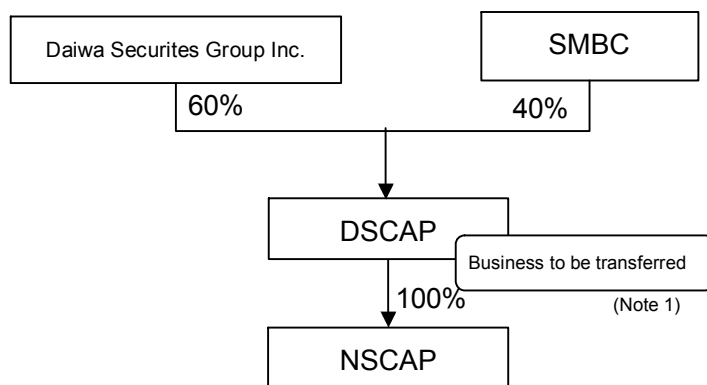 Daiwa Securites Group Inc.
SMBC
60%
40%
DSCAP
Business to be transferred
100%
(Note 1)
NSCAP